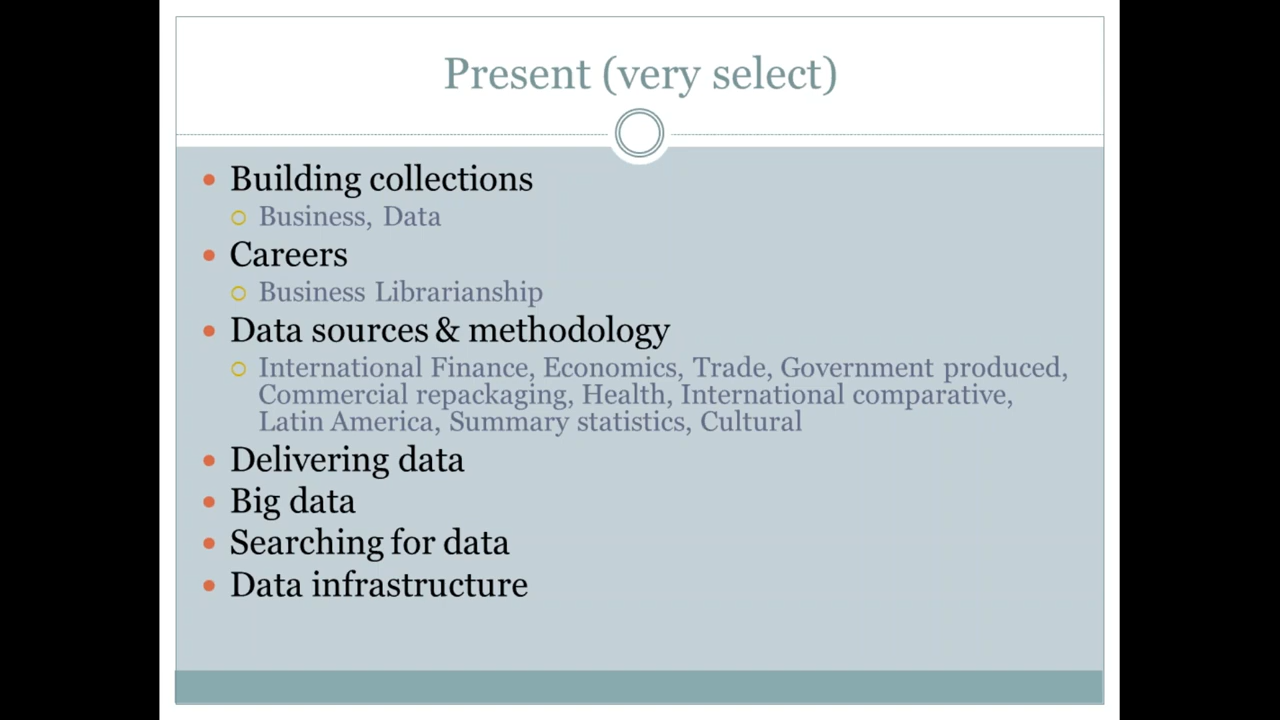 Present (very select)
Building collections
Business, Data
Careers
Business Librarianship
Data sources & methodology
International Finance, Economics, Trade, Government produced,
Commercial repackaging, Health, International comparative,
Latin America, Summary statistics, Cultural
Delivering data
Big data
Searching for data
Data infrastructure